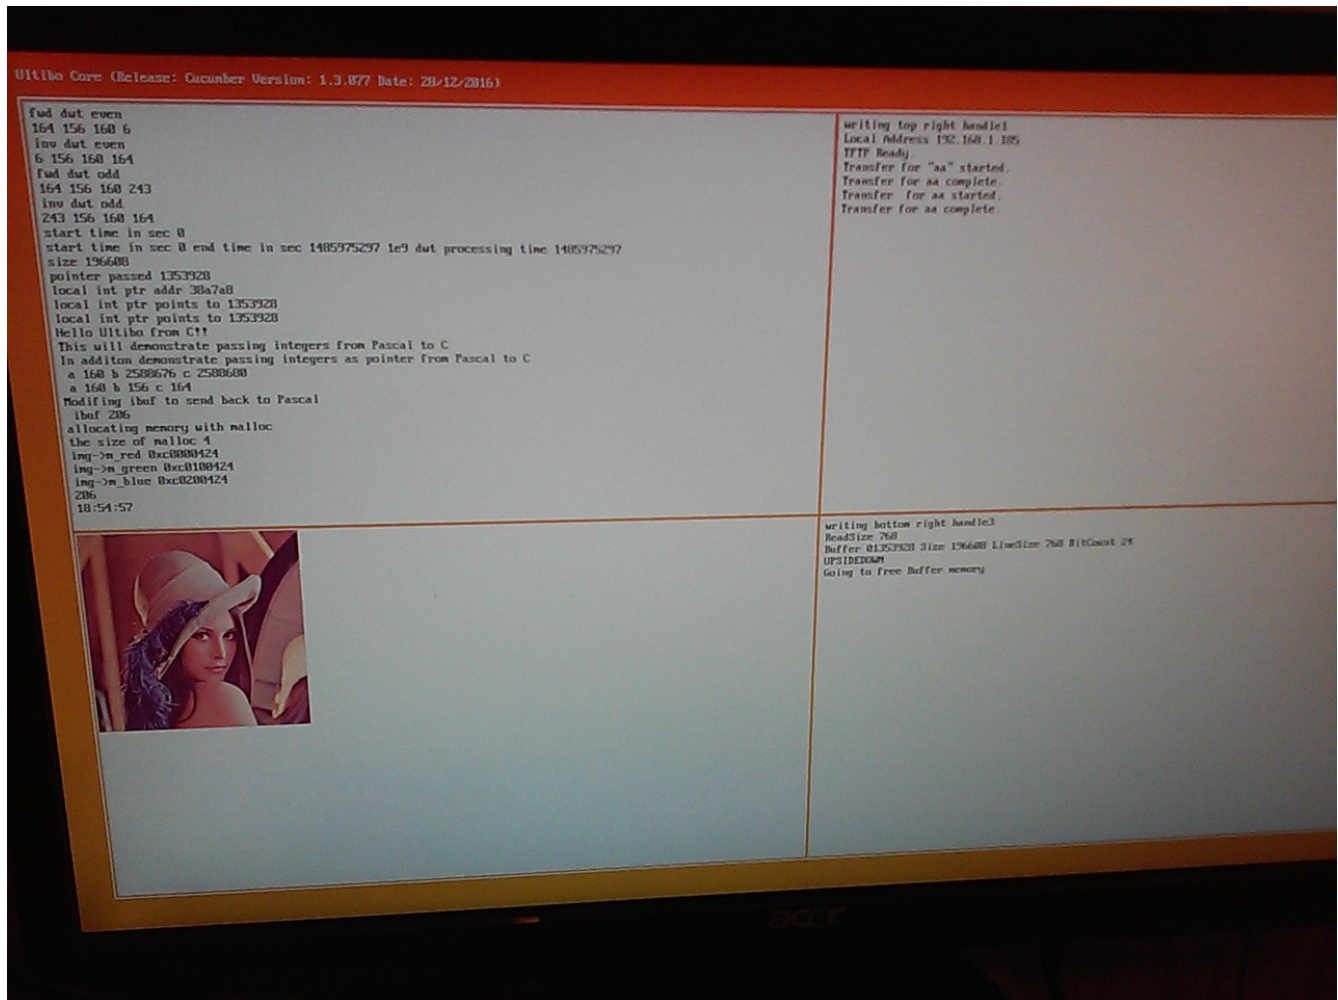 Ultibo Core (Release: Cucumber Version: 1.3.077 Date: 20/12/2016)
fwd dwt even
164 156 160 6
inv dwt even
6 156 160 164
fwd dwt odd
164 156 160 243
inv dwt odd
243 156 160 164
start time in sec 0
start time in sec 0 end time in sec 1485975297 1e9 dwt processing time 1485975297
size 196608
pointer passed 1353928
local int ptr addr 38a7a8
local int ptr points to 1353928
local int ptr points to 1353928
Hello Ultibo from C!!
This will demonstrate passing integers from Pascal to C
In additon demonstrate passing integers as pointer from Pascal to C
a 160 b 2588676 c 2588680
a 160 b 156 c 164
Modifing ibuf to send back to Pascal
ibuf 206
allocating memory with malloc
the size of malloc 4
img->m_red 0xc0000424
img->m_green 0xc0100424
img->m_blue 0xc0200424
206
18:54:57
writing top right handle1
Local Address 192.168.1.185
TFTP Ready.
Transfer for "aa" started.
Transfer for aa complete.
Transfer for aa started.
Transfer for aa complete.
writing bottom right handle3
ReadSize 768
Buffer 01353928 Size 196608 LineSize 768 BitCount 24
UPSIDEDOWN
Going to free Buffer memory
acer